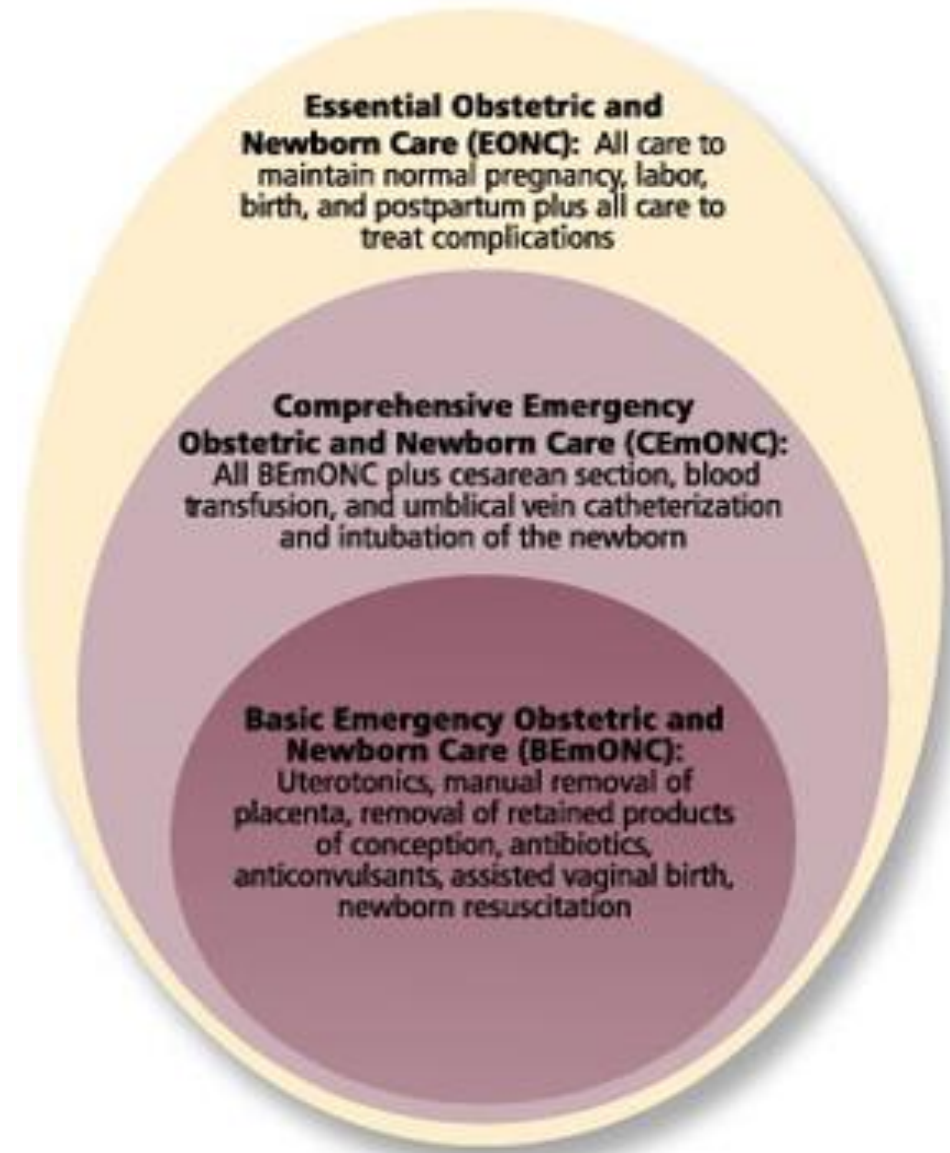 Essential Obstetric and
Newborn Care (EONC): All care to
maintain normal pregnancy, labor,
birth, and postpartum plus all care to
treat complications
Comprehensive Emergency
Obstetric and Newborn Care (CEmONC):
All BEmONC plus cesarean section, blood
transfusion, and umblical vein catheterization
and intubation of the newborn
Basic Emergency Obstetric and
Newborn Care (BEmONC):
Uterotonics, manual removal of
placenta, removal of retained products
of conception, antibiotics,
anticonvulsants, assisted vaginal birth,
newborn resuscitation